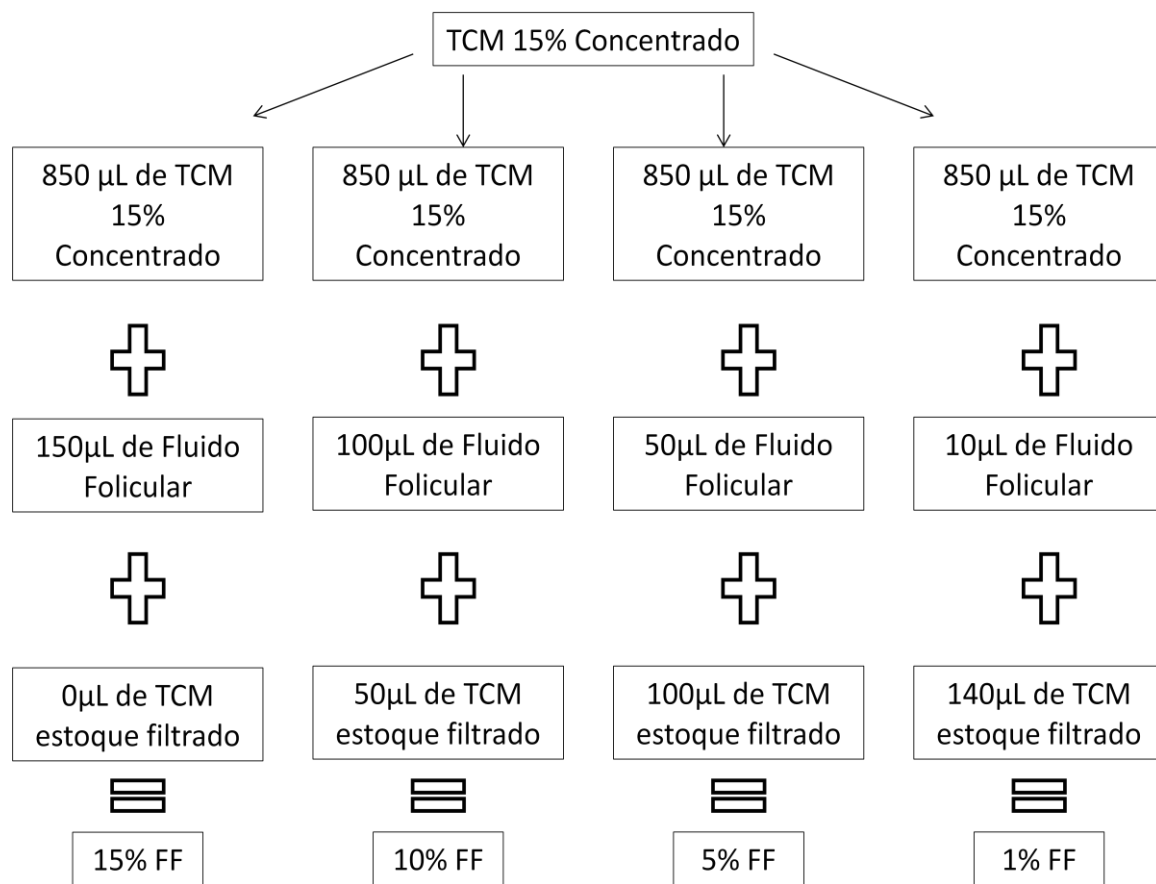 TCM 15% Concentrado
850 µL de TCM
15%
Concentrado
850 µL de TCM
15%
Concentrado
850 µL de TCM
15%
Concentrado
850 µL de TCM
15%
Concentrado
150µL de Fluido
Folicular
100µL de Fluido
Folicular
50µL de Fluido
Folicular
10µL de Fluido
Folicular
0µL de TCM
estoque filtrado
50µL de TCM
estoque filtrado
100µL de TCM
estoque filtrado
140µL de TCM
estoque filtrado
15% FF
10% FF
5% FF
1% FF